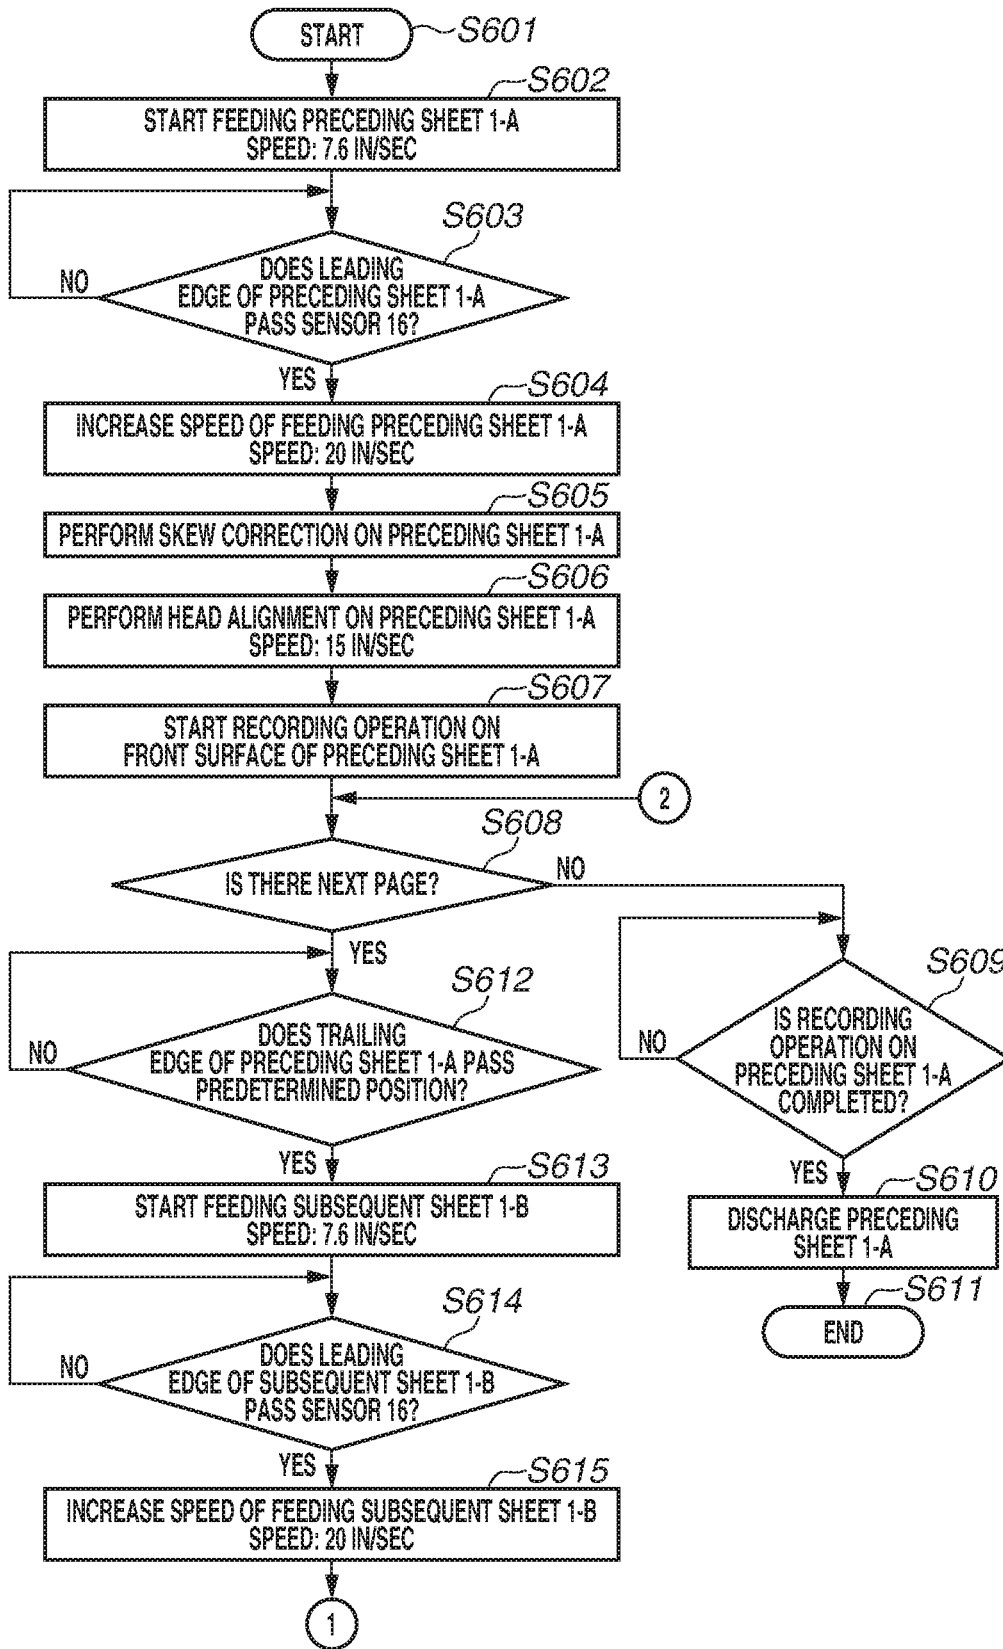 START
S601
S602
START FEEDING PRECEDING SHEET 1-A
SPEED: 7.6 IN/SEC
S603
DOES LEADING
EDGE OF PRECEDING SHEET 1-A
PASS SENSOR 16?
NO
YES
S604
INCREASE SPEED OF FEEDING PRECEDING SHEET 1-A
SPEED: 20 IN/SEC
S605
PERFORM SKEW CORRECTION ON PRECEDING SHEET 1-A
S606
PERFORM HEAD ALIGNMENT ON PRECEDING SHEET 1-A
SPEED: 15 IN/SEC
S607
START RECORDING OPERATION ON
FRONT SURFACE OF PRECEDING SHEET 1-A
2
S608
IS THERE NEXT PAGE?
NO
YES
S612
DOES TRAILING
EDGE OF PRECEDING SHEET 1-A PASS
PREDETERMINED POSITION?
NO
YES
S609
IS RECORDING
OPERATION ON
PRECEDING SHEET 1-A
COMPLETED?
NO
YES
S610
DISCHARGE PRECEDING
SHEET 1-A
S611
END
S613
START FEEDING SUBSEQUENT SHEET 1-B
SPEED: 7.6 IN/SEC
S614
DOES LEADING
EDGE OF SUBSEQUENT SHEET 1-B
PASS SENSOR 16?
NO
YES
S615
INCREASE SPEED OF FEEDING SUBSEQUENT SHEET 1-B
SPEED: 20 IN/SEC
1